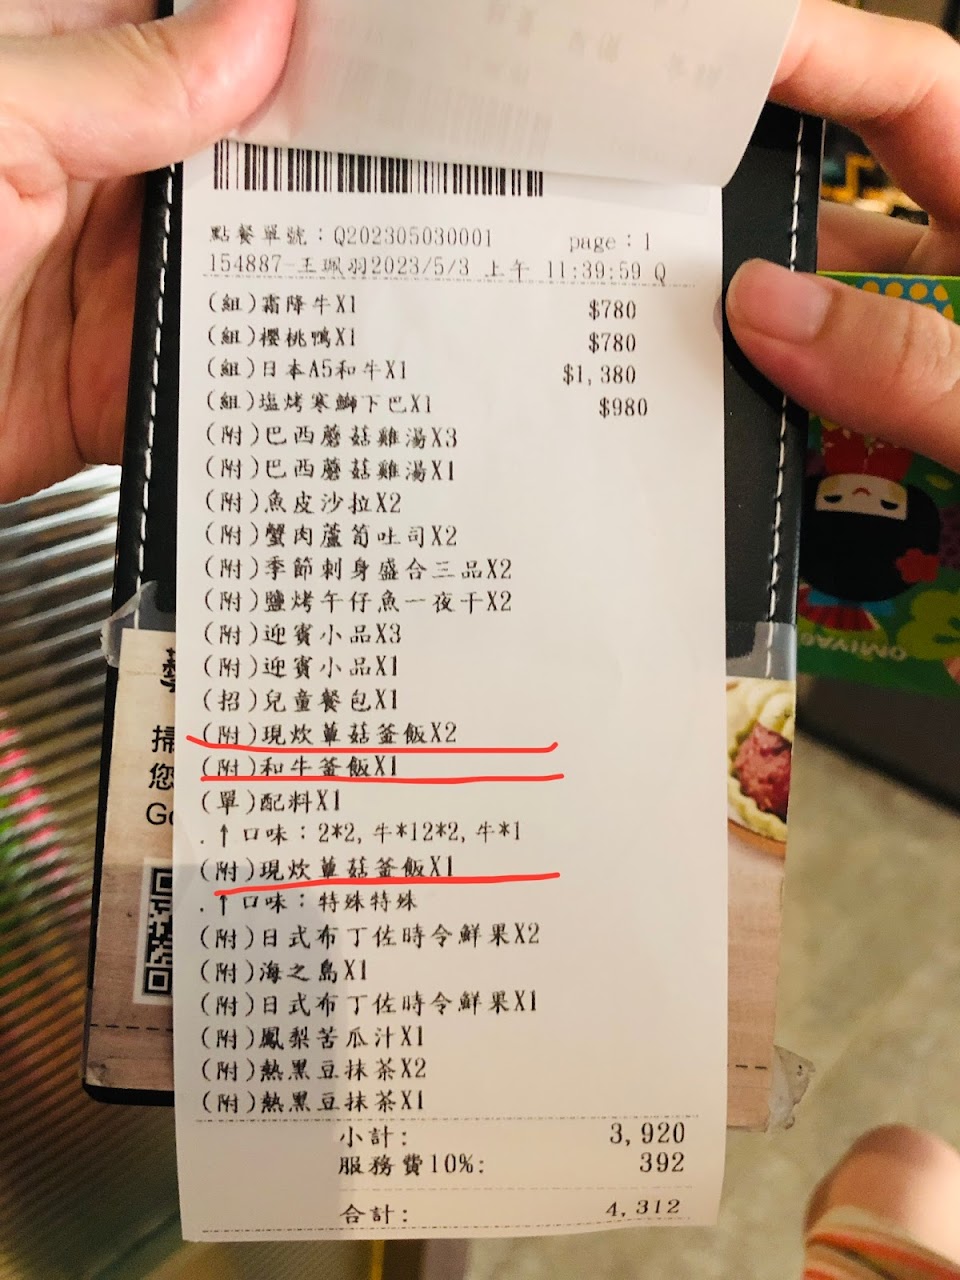 點餐單號：Q202305030001 page：1
154887-王珮羽2023/5/3 上午 11:39:59 Q
(組)霜降牛X1 $780
(組)櫻桃鴨X1 $780
(組)日本A5和牛X1 $1,380
(組)塩烤寒鰤下巴X1 $980
(附)巴西蘑菇雞湯X3
(附)巴西蘑菇雞湯X1
(附)魚皮沙拉X2
(附)蟹肉蘆筍吐司X2
(附)季節刺身盛合三品X2
(附)鹽烤午仔魚一夜干X2
(附)迎賓小品X3
(附)迎賓小品X1
(招)兒童餐包X1
(附)現炊蕈菇釜飯X2
(附)和牛釜飯X1
(單)配料X1
.↑口味：2*2,牛*12*2,牛*1
(附)現炊蕈菇釜飯X1
.↑口味：特殊特殊
(附)日式布丁佐時令鮮果X2
(附)海之島X1
(附)日式布丁佐時令鮮果X1
(附)鳳梨苦瓜汁X1
(附)熱黑豆抹茶X2
(附)熱黑豆抹茶X1
小計: 3,920
服務費10%: 392
合計: 4,312
掃
您
Go
OMIYAG